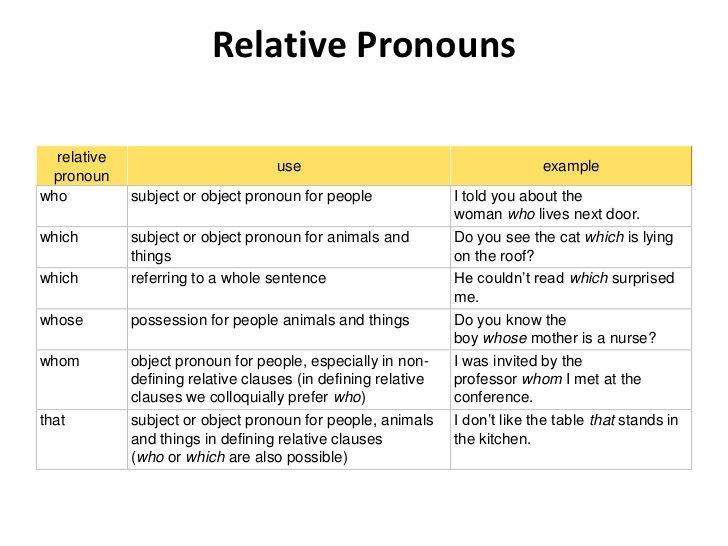 Relative Pronouns
relative
pronoun
use
example
who
subject or object pronoun for people
I told you about the
woman who lives next door.
which
subject or object pronoun for animals and
things
Do you see the cat which is lying
on the roof?
which
referring to a whole sentence
He couldn’t read which surprised
me.
whose
possession for people animals and things
Do you know the
boy whose mother is a nurse?
whom
object pronoun for people, especially in non-
defining relative clauses (in defining relative
clauses we colloquially prefer who)
I was invited by the
professor whom I met at the
conference.
that
subject or object pronoun for people, animals
and things in defining relative clauses
(who or which are also possible)
I don’t like the table that stands in
the kitchen.